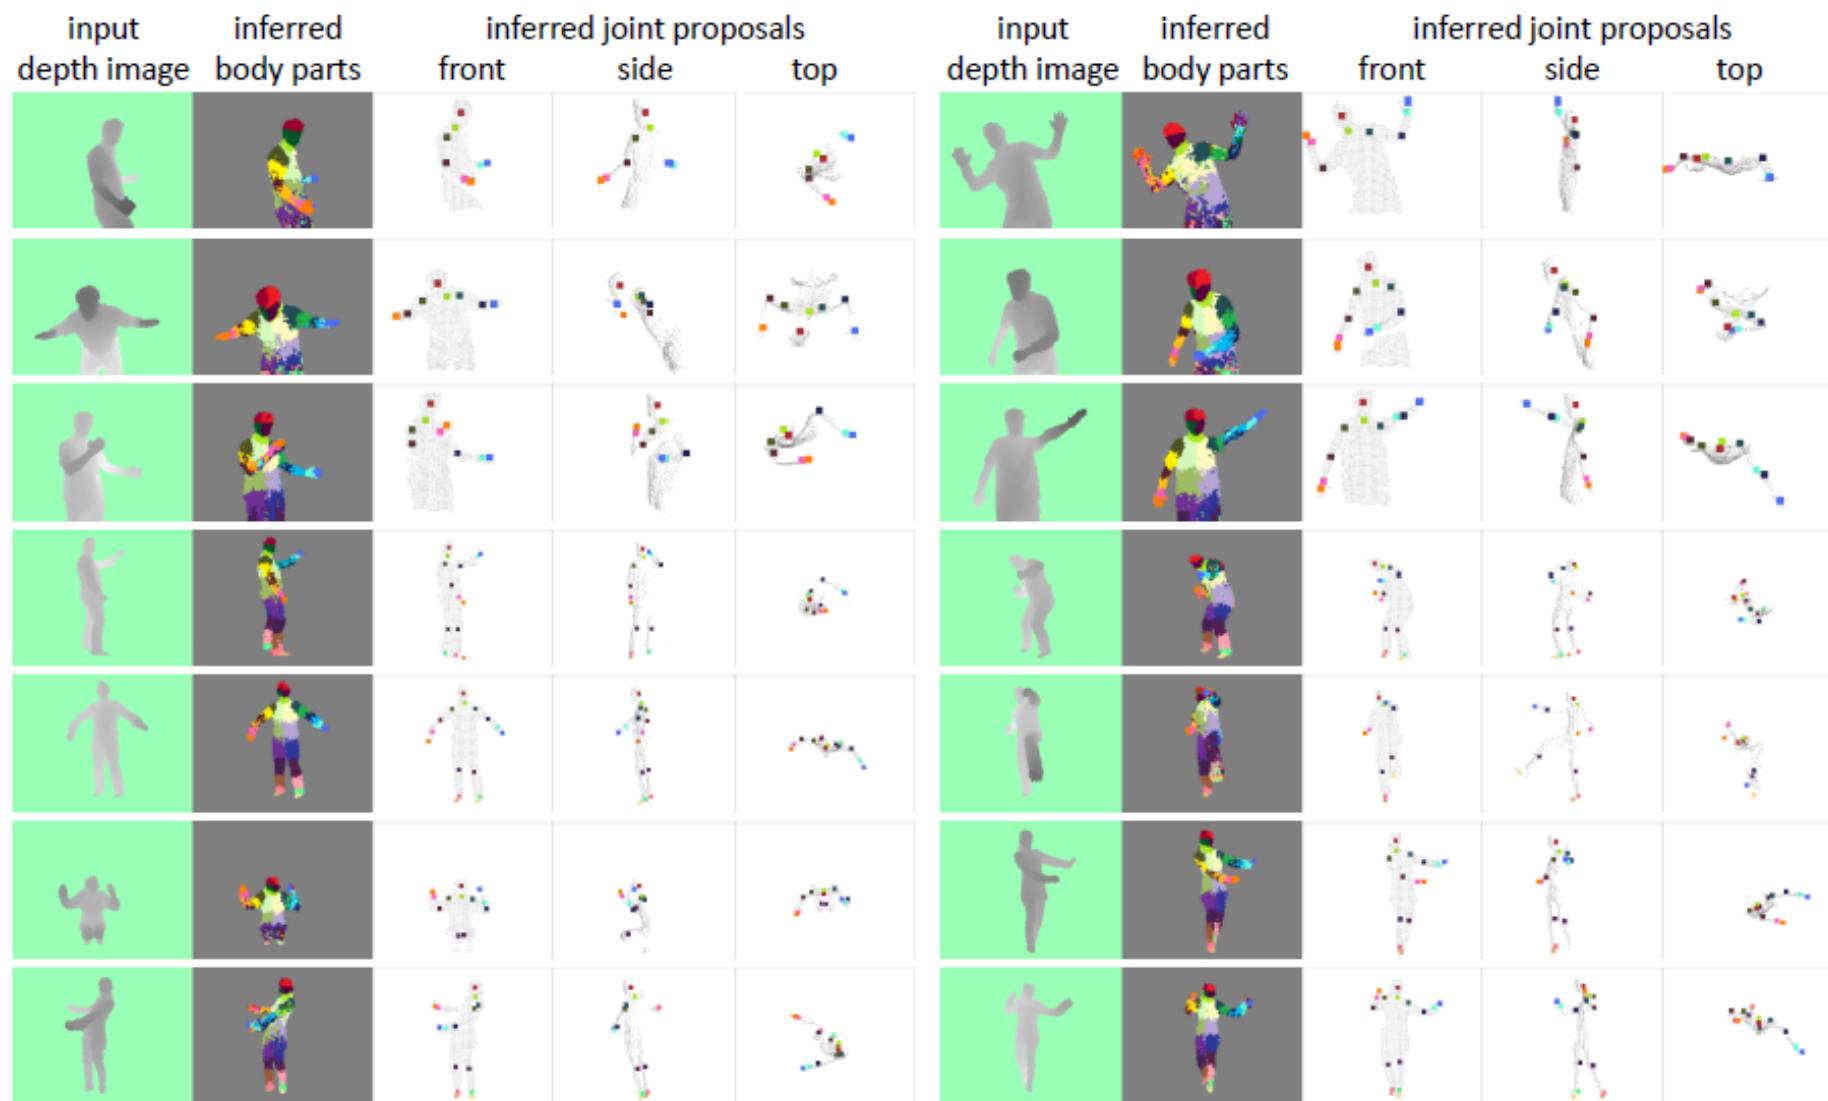 input inferred inferred joint proposals input inferred inferred joint proposals
depth image body parts front side top depth image body parts front side top